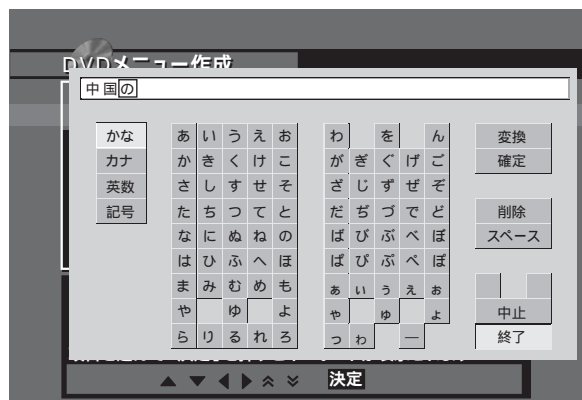 DVDメニュー作成
中国の
かな
カナ
英数
記号
あ い う え お
か き く け こ
さ し す せ そ
た ち つ て と
な に ぬ ね の
は ひ ふ へ ほ
ま み む め も
や ゆ よ
ら り る れ ろ
わ を ん
が ぎ ぐ げ ご
ざ じ ず ぜ ぞ
だ ぢ づ で ど
ば び ぶ べ ぼ
ぱ ぴ ぷ ぺ ぽ
ぁ ぃ ぅ ぇ ぉ
ゃ ゅ ょ
っ ゎ ー
変換
確定
削除
スペース
中止
終了
決定